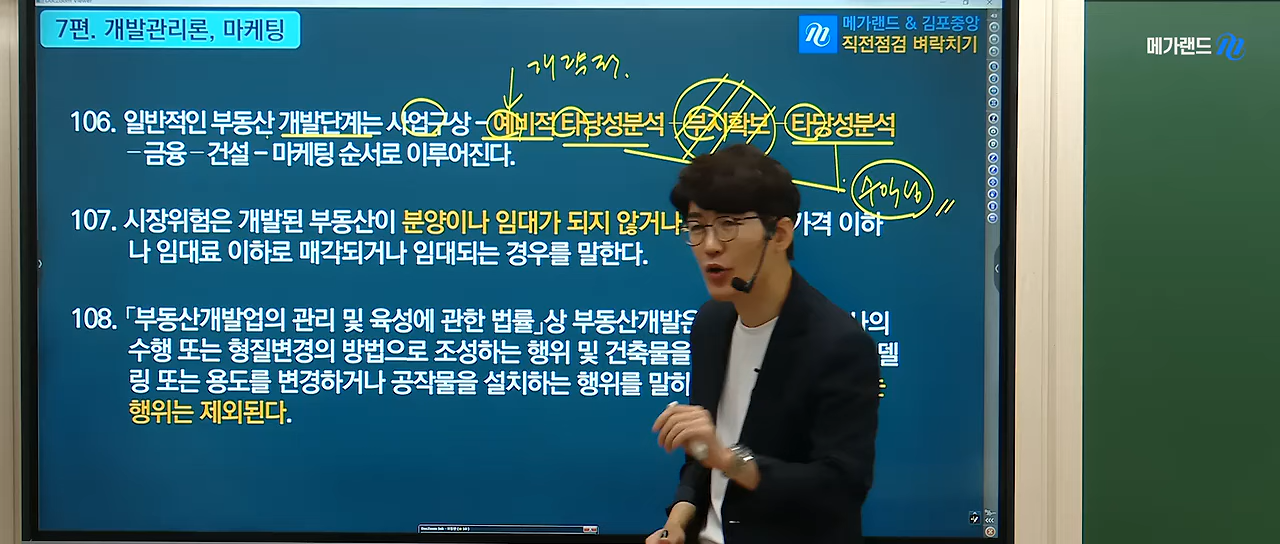 7편. 개발관리론, 마케팅
메가랜드 & 김포중앙
직전점검 벼락치기
메가랜드
개략적.
106. 일반적인 부동산 개발단계는 사업구상 - 예비적 타당성분석 - 부지확보 - 타당성분석
- 금융 - 건설 - 마케팅 순서로 이루어진다.
수익성
107. 시장위험은 개발된 부동산이 분양이나 임대가 되지 않거나 가격 이하
나 임대료 이하로 매각되거나 임대되는 경우를 말한다.
108. 「부동산개발업의 관리 및 육성에 관한 법률」상 부동산개발은 사의
수행 또는 형질변경의 방법으로 조성하는 행위 및 건축물을 델
링 또는 용도를 변경하거나 공작물을 설치하는 행위를 말하 는
행위는 제외된다.